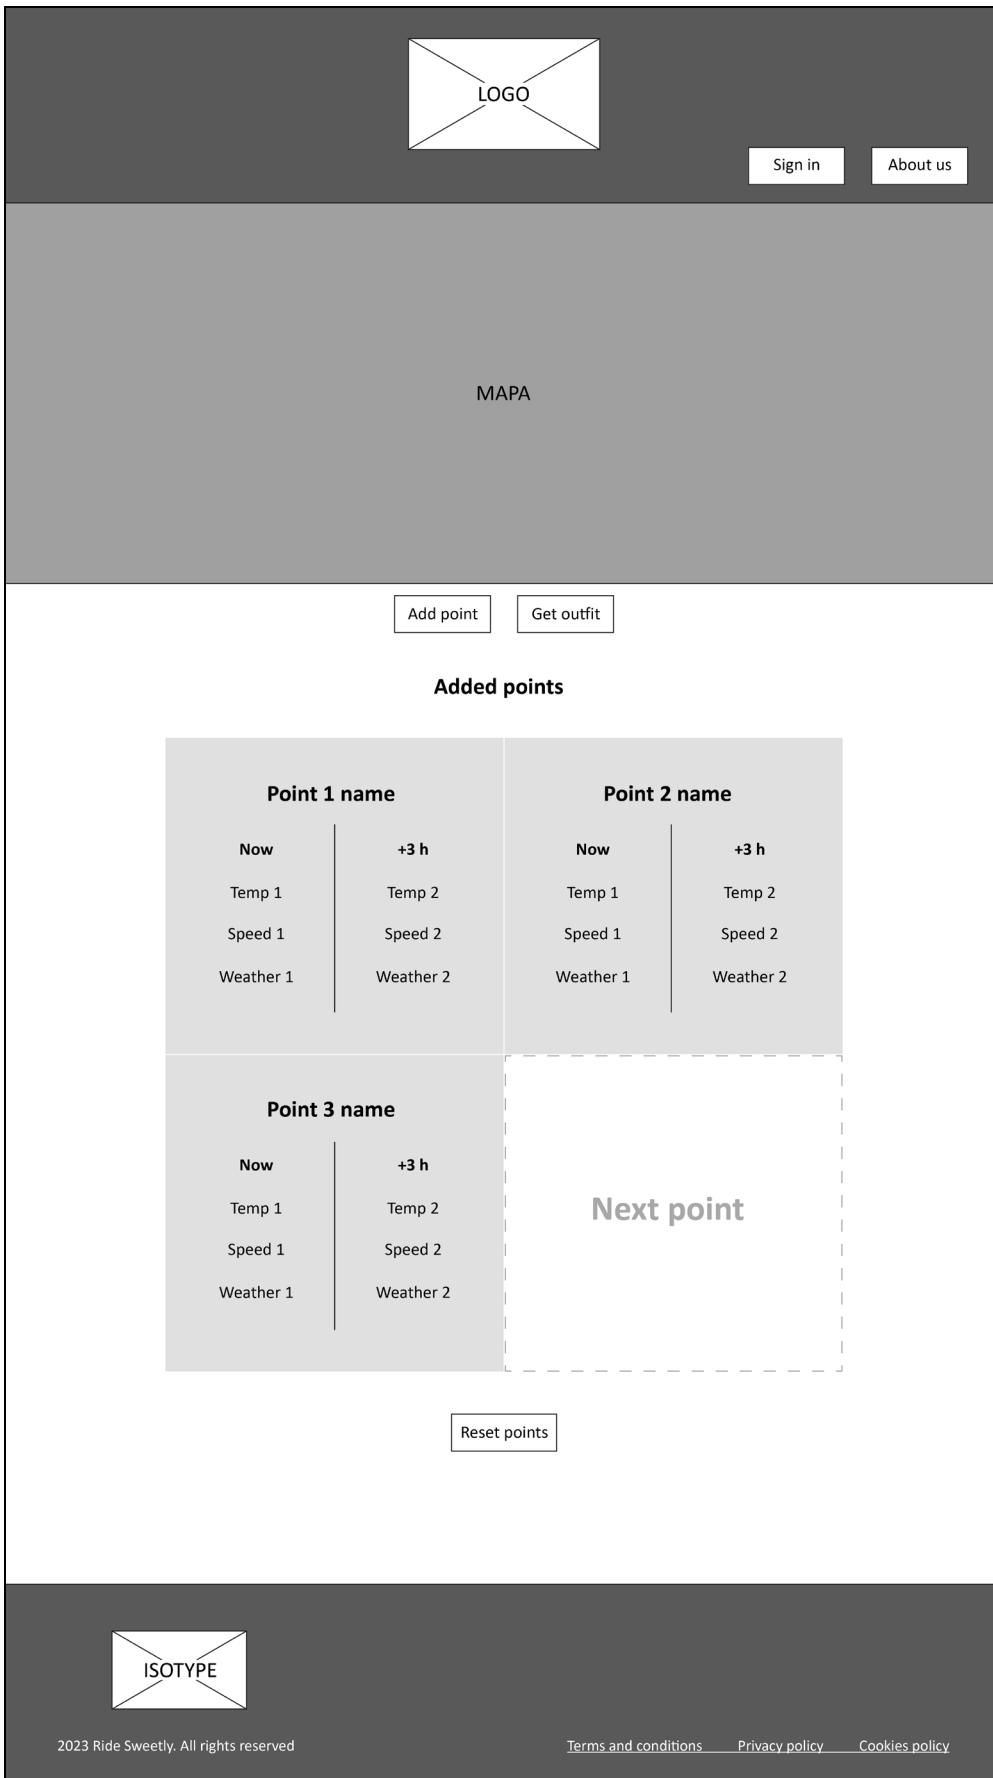 LOGO
Sign in
About us
MAPA
Add point
Get outfit
Added points
Point 1 name
Now
+3 h
Temp 1
Temp 2
Speed 1
Speed 2
Weather 1
Weather 2
Point 2 name
Now
+3 h
Temp 1
Temp 2
Speed 1
Speed 2
Weather 1
Weather 2
Point 3 name
Now
+3 h
Temp 1
Temp 2
Speed 1
Speed 2
Weather 1
Weather 2
Next point
Reset points
ISOTYPE
2023 Ride Sweetly. All rights reserved
Terms and conditions
Privacy policy
Cookies policy